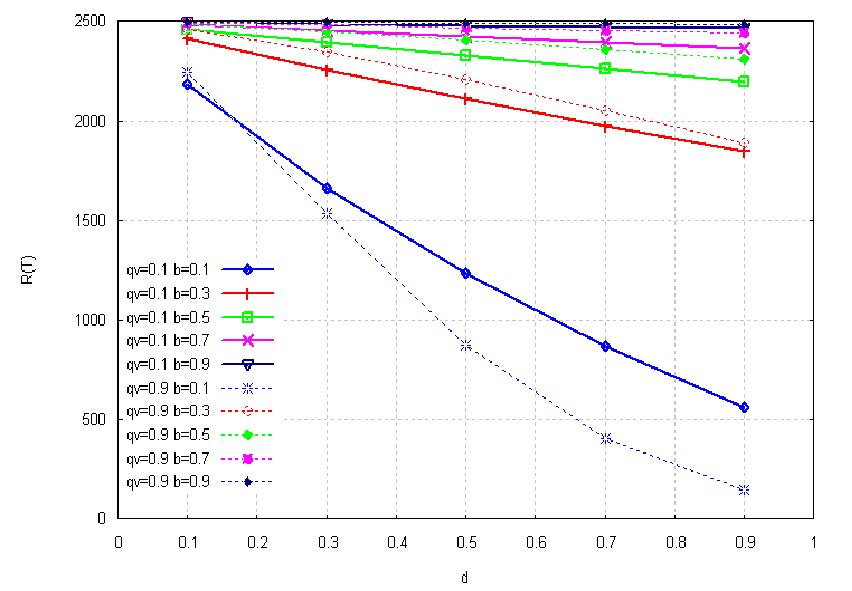 2500
2000
1500
1000
500
0
R(T)
qv=0.1 b=0.1
qv=0.1 b=0.3
qv=0.1 b=0.5
qv=0.1 b=0.7
qv=0.1 b=0.9
qv=0.9 b=0.1
qv=0.9 b=0.3
qv=0.9 b=0.5
qv=0.9 b=0.7
qv=0.9 b=0.9
0 0.1 0.2 0.3 0.4 0.5 0.6 0.7 0.8 0.9 1
d